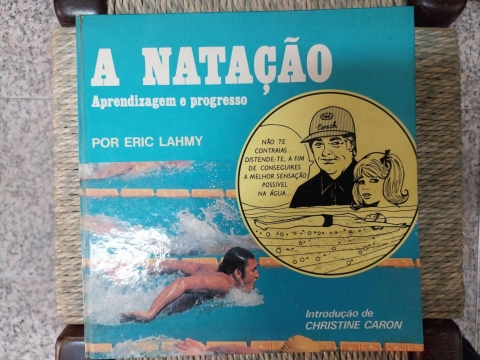 A NATAÇÃO
Aprendizagem e progresso
POR ERIC LAHMY
Coach
NÃO TE
CONTRAIAS...
DISTENDE-TE, A FIM
DE CONSEGUIRES
A MELHOR SENSAÇÃO
POSSÍVEL
NA ÁGUA...
Introdução de
CHRISTINE CARON